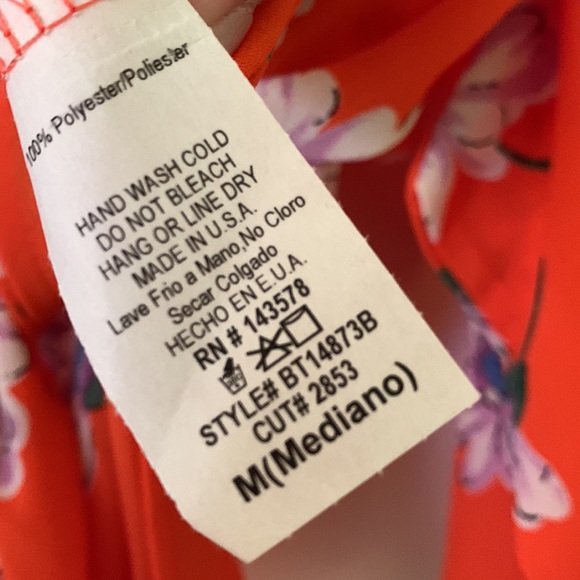 100% Polyester/Poliester
HAND WASH COLD
DO NOT BLEACH
HANG OR LINE DRY
MADE IN U.S.A.
Lave Frio a Mano,No Cloro
Secar Colgado
HECHO EN E.U.A.
RN # 143578
STYLE# BT14873B
CUT# 2853
M(Mediano)